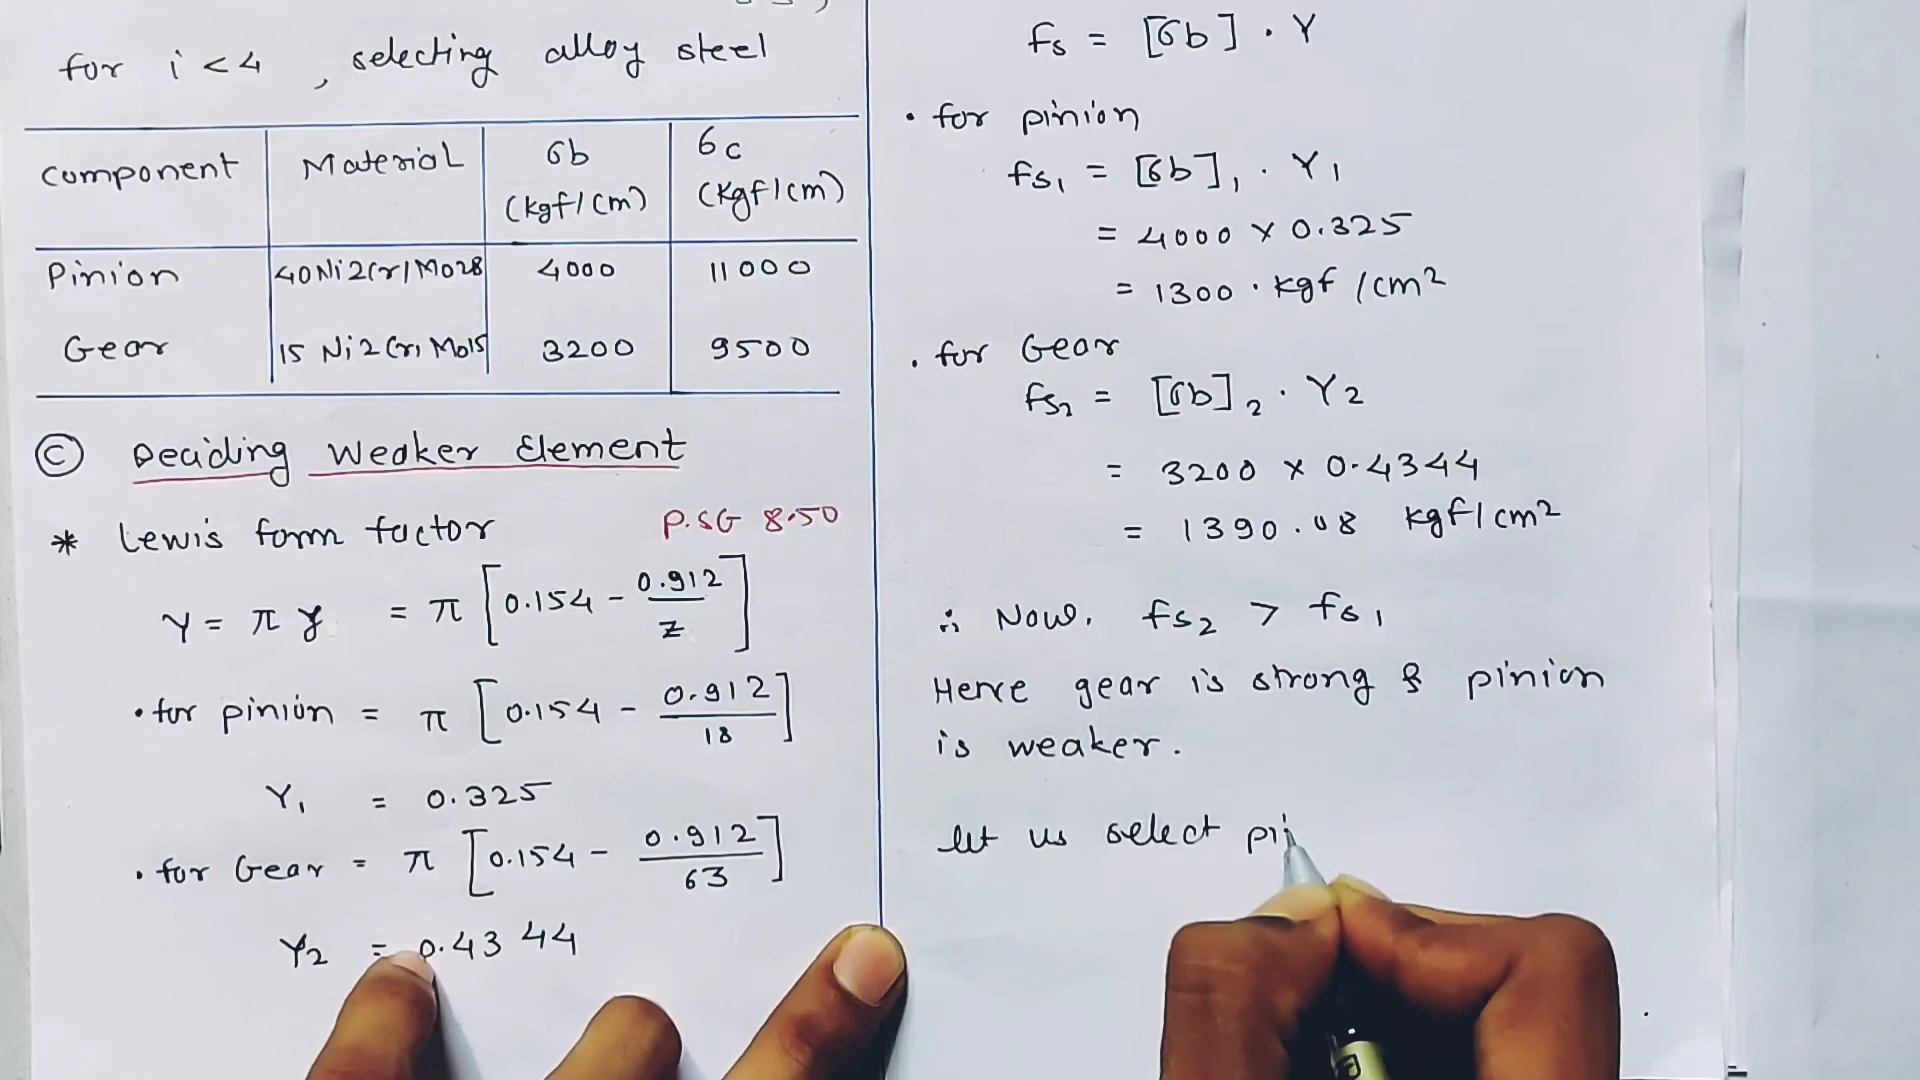 for i < 4 , selecting alloy steel
Component Material σb (kgf/cm) σc (kgf/cm)
Pinion 40Ni2Cr1Mo28 4000 11000
Gear 15 Ni2Cr1Mo15 3200 9500
© Deciding Weaker Element
* Lewis form factor P.SG 8.50
Y = π y = π [0.154 - 0.912/z]
• for pinion = π [0.154 - 0.912/18]
Y1 = 0.325
• for Gear = π [0.154 - 0.912/63]
Y2 = 0.4344
fs = [σb] · Y
• for pinion
fs1 = [σb]1 · Y1
= 4000 x 0.325
= 1300 · kgf /cm2
• for Gear
fs2 = [σb]2 · Y2
= 3200 x 0.4344
= 1390.08 kgf/cm2
∴ Now, fs2 > fs1
Here gear is strong & pinion
is weaker.
let us select pi